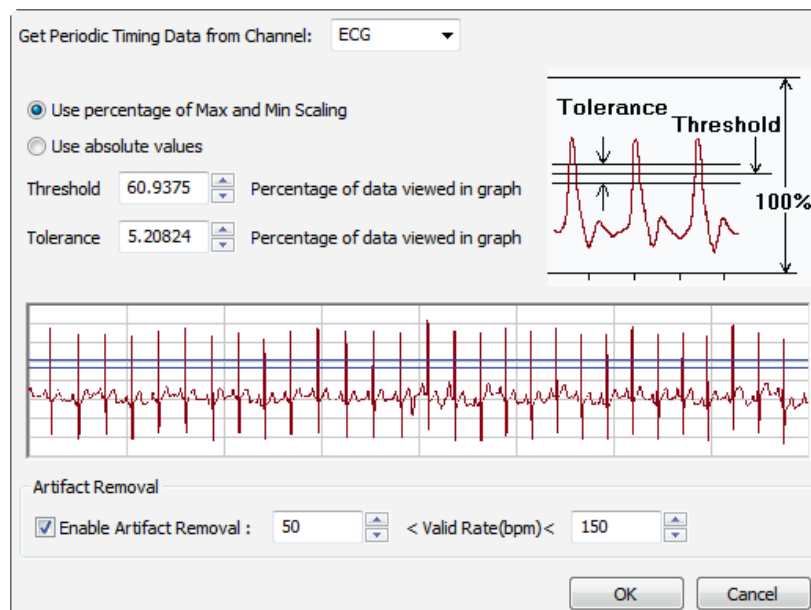 Get Periodic Timing Data from Channel: ECG
Use percentage of Max and Min Scaling
Use absolute values
Threshold 60.9375 Percentage of data viewed in graph
Tolerance 5.20824 Percentage of data viewed in graph
Tolerance
Threshold
100%
Artifact Removal
Enable Artifact Removal : 50 < Valid Rate(bpm)< 150
OK Cancel